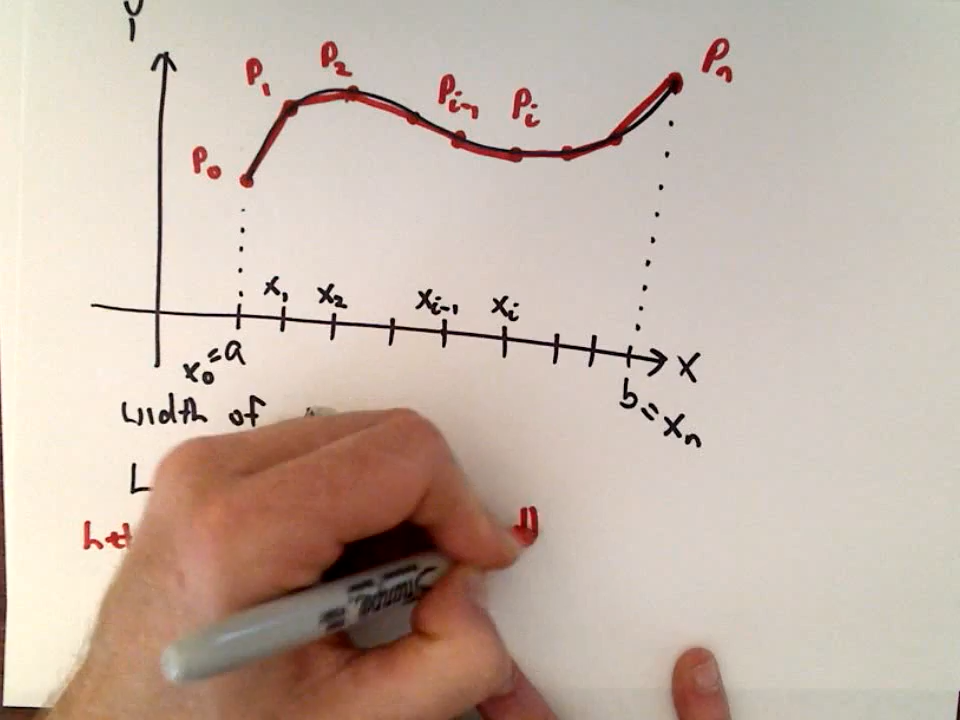 y
P₁ P₂ Pᵢ₋₁ Pᵢ Pₙ
P₀
x₁ x₂ xᵢ₋₁ xᵢ
x₀=a b=xₙ X
width of
L
Sharpie